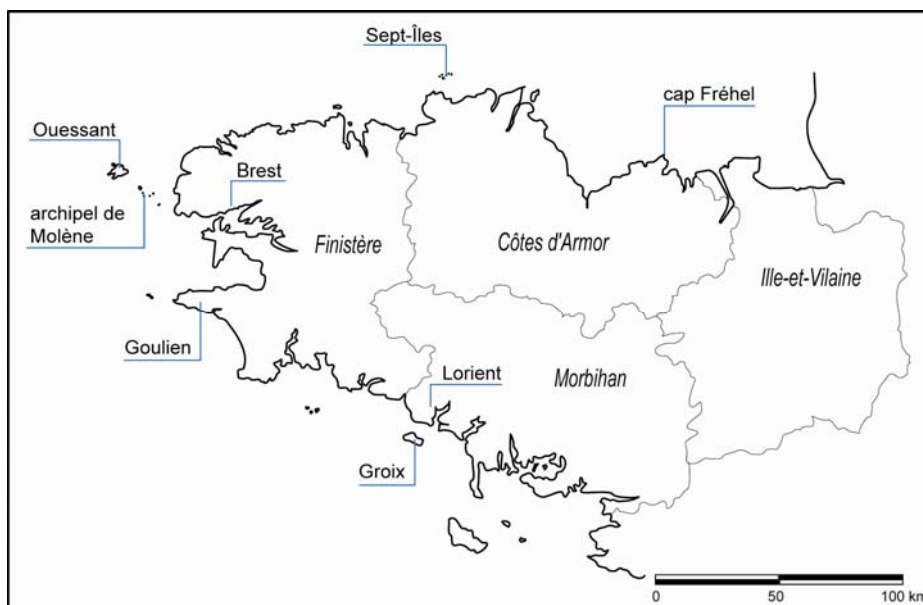 Sept-Îles
cap Fréhel
Ouessant
Brest
archipel de
Molène
Finistère
Côtes d'Armor
Ille-et-Vilaine
Goulien
Lorient
Morbihan
Groix
0 50 100 km